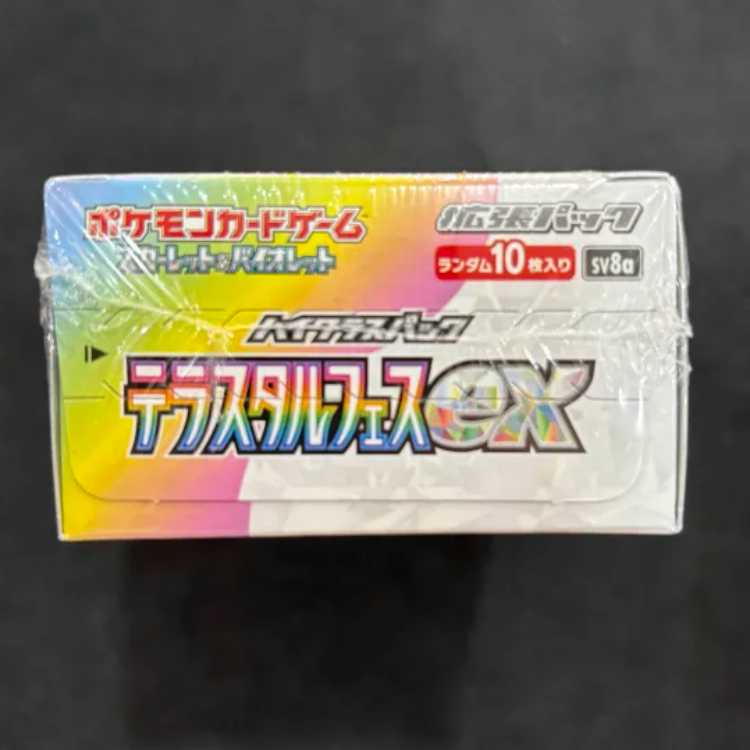 ポケモンカードゲーム
スカーレット&バイオレット
拡張パック
ランダム10枚入り
SV8a
ハイクラスパック
テラスタルフェスex